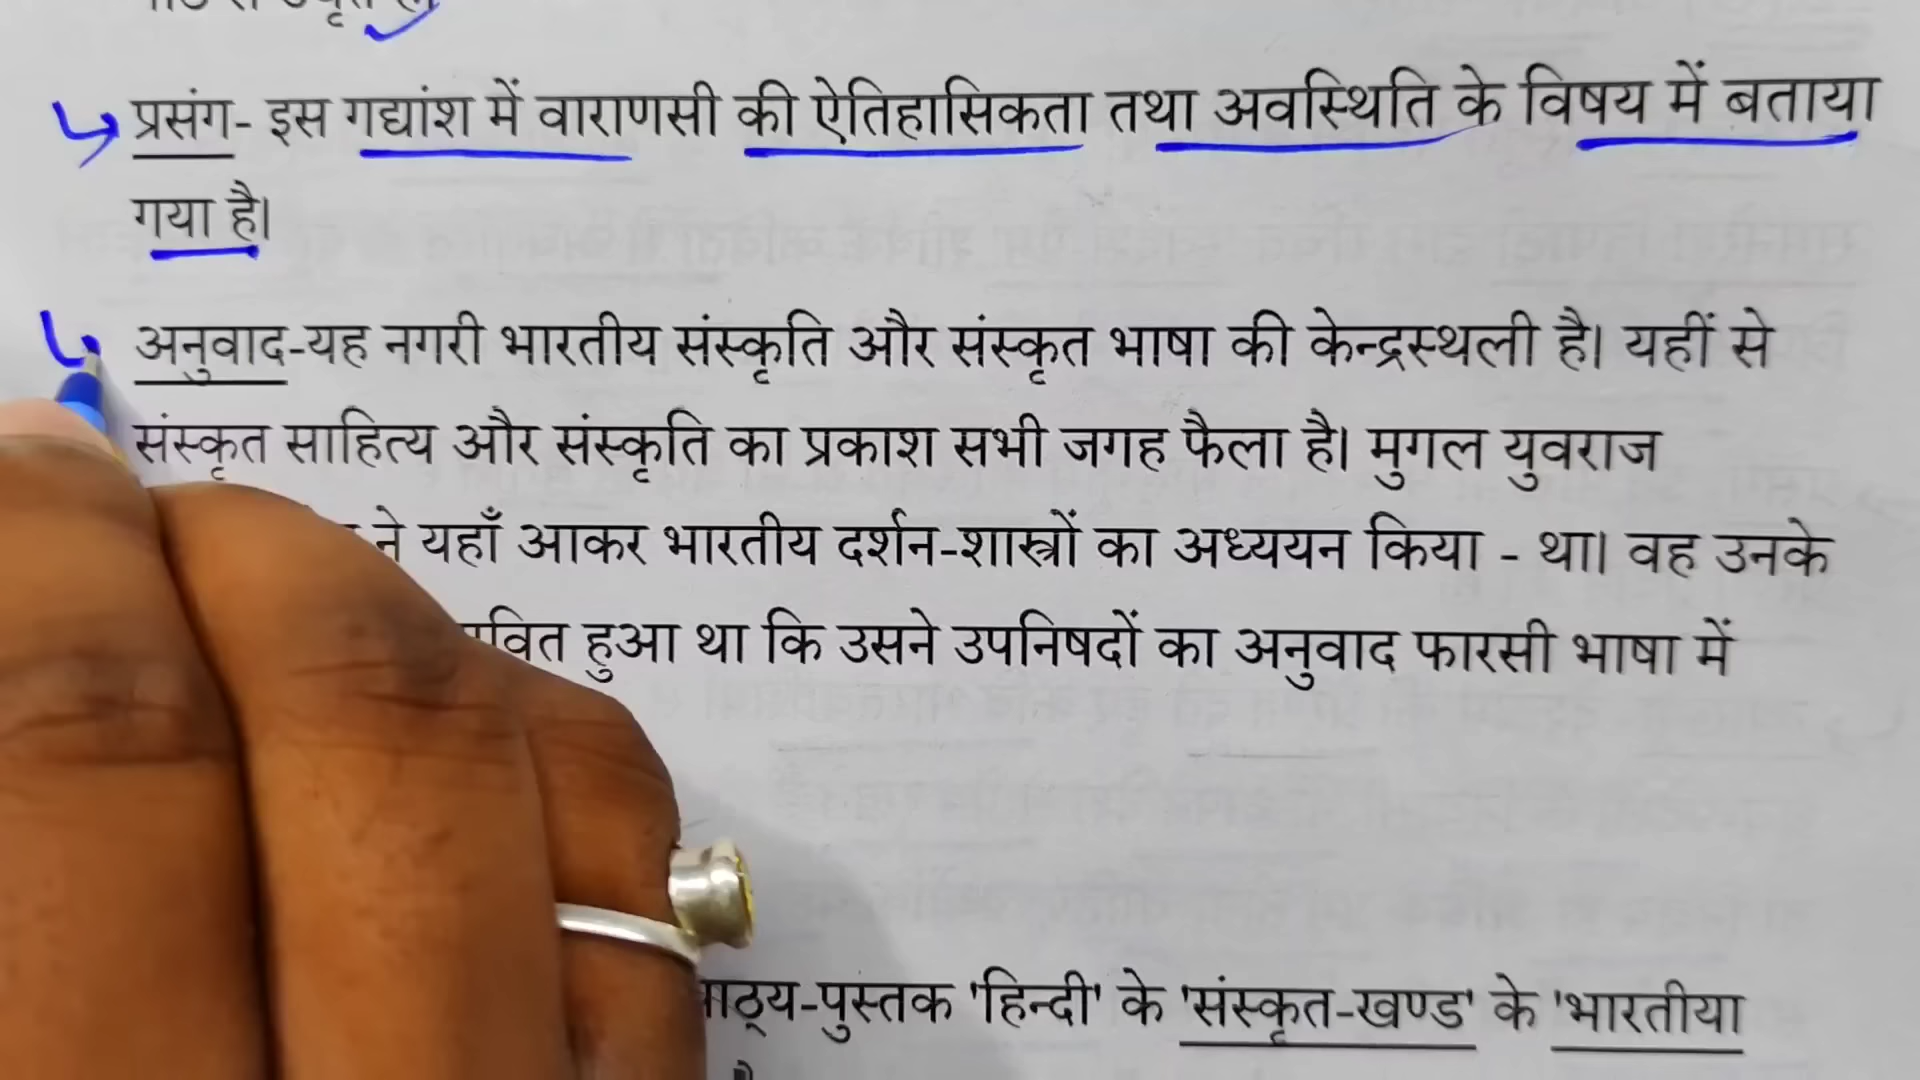 प्रसंग- इस गद्यांश में वाराणसी की ऐतिहासिकता तथा अवस्थिति के विषय में बताया
गया है।
अनुवाद-यह नगरी भारतीय संस्कृति और संस्कृत भाषा की केन्द्रस्थली है। यहीं से
संस्कृत साहित्य और संस्कृति का प्रकाश सभी जगह फैला है। मुगल युवराज
ने यहाँ आकर भारतीय दर्शन-शास्त्रों का अध्ययन किया - था। वह उनके
हुआ था कि उसने उपनिषदों का अनुवाद फारसी भाषा में
पुस्तक 'हिन्दी' के 'संस्कृत-खण्ड' के 'भारतीया